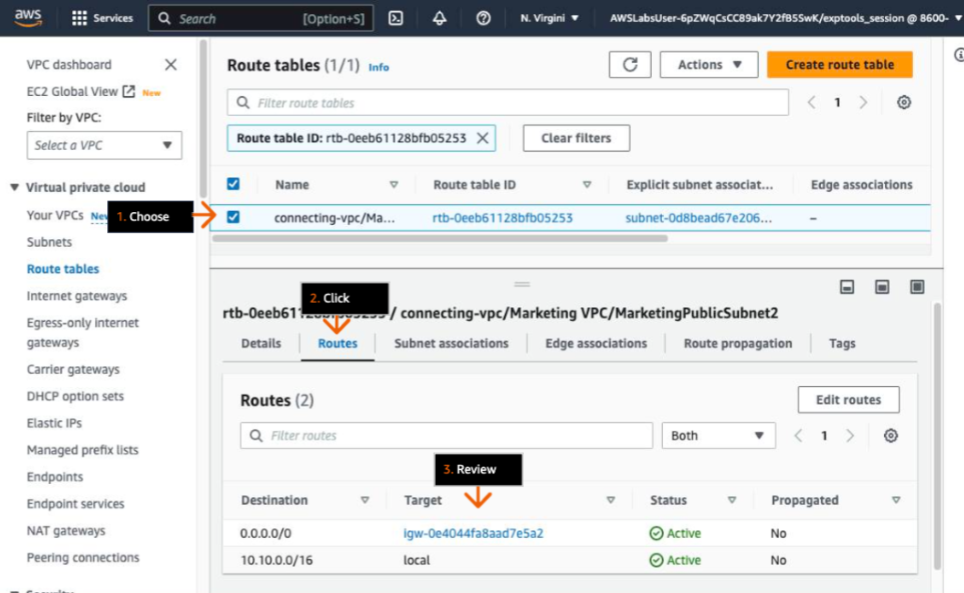 aws Services Search [Option+S] N. Virgini AWSLabsUser-6pZWqCsCC89ak7Y2fB5SwK/exptools_session @ 8600-
VPC dashboard
EC2 Global View New
Filter by VPC:
Select a VPC
Virtual private cloud
Your VPCs New
Subnets
Route tables
Internet gateways
Egress-only internet
gateways
Carrier gateways
DHCP option sets
Elastic IPs
Managed prefix lists
Endpoints
Endpoint services
NAT gateways
Peering connections
Route tables (1/1) Info Actions Create route table
Filter route tables 1
Route table ID: rtb-0eeb61128bfb05253 Clear filters
Name Route table ID Explicit subnet associat... Edge associations
1. Choose
connecting-vpc/Ma... rtb-0eeb61128bfb05253 subnet-0d8bead67e206... –
2. Click
rtb-0eeb61128bfb05253 / connecting-vpc/Marketing VPC/MarketingPublicSubnet2
Details Routes Subnet associations Edge associations Route propagation Tags
Routes (2) Edit routes
Filter routes Both 1
3. Review
Destination Target Status Propagated
0.0.0.0/0 igw-0e4044fa8aad7e5a2 Active No
10.10.0.0/16 local Active No